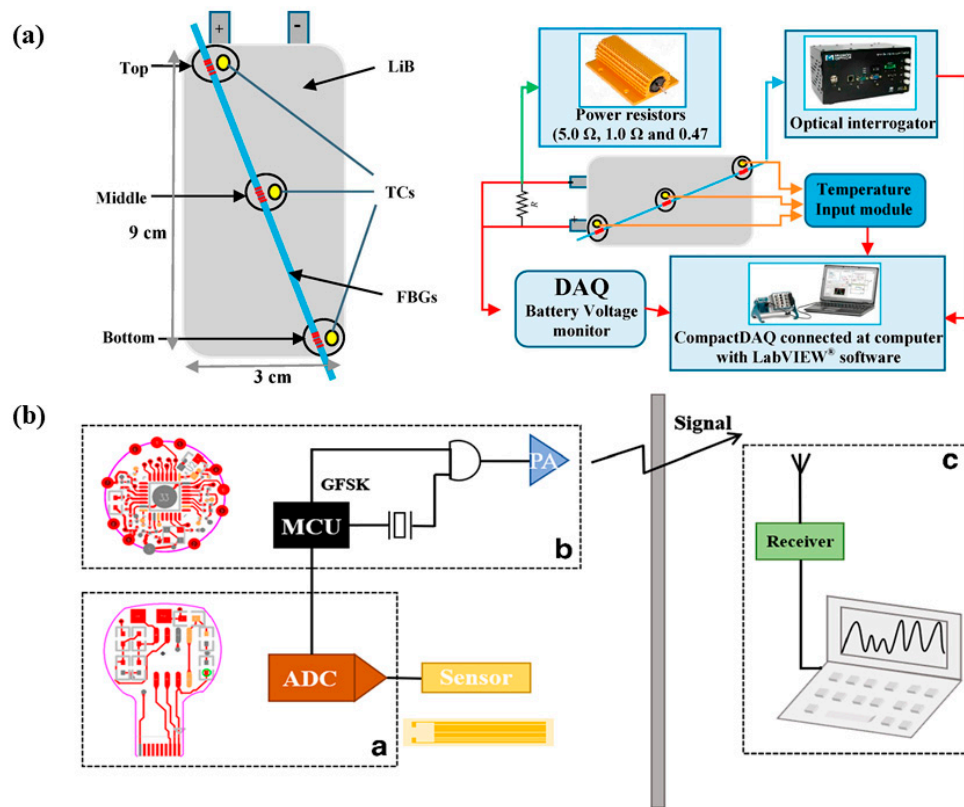 (a)
+
-
Top
LiB
Middle
TCs
9 cm
FBGs
Bottom
3 cm
Power resistors
(5.0 Ω, 1.0 Ω and 0.47
Optical interrogator
R
+
Temperature
Input module
DAQ
Battery Voltage
monitor
CompactDAQ connected at computer
with LabVIEW® software
(b)
33
GFSK
MCU
PA
b
Signal
c
Receiver
ADC
Sensor
a